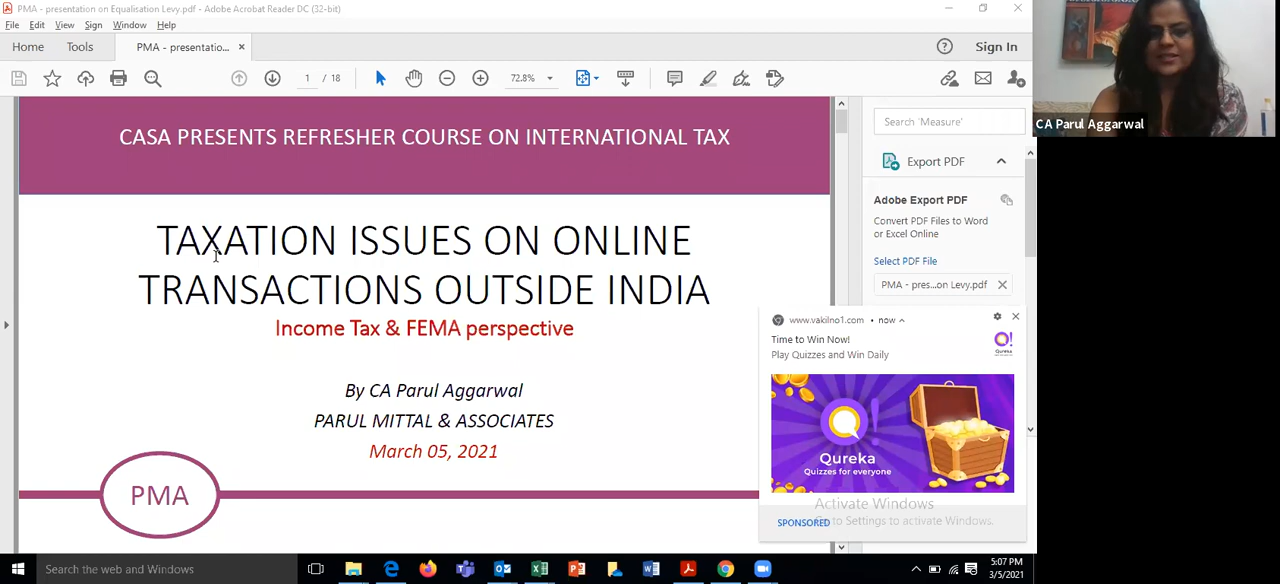 PMA - presentation on Equalisation Levy.pdf - Adobe Acrobat Reader DC (32-bit)
File Edit View Sign Window Help
Home Tools PMA - presentatio... × Sign In
1 / 18 72.8%
CASA PRESENTS REFRESHER COURSE ON INTERNATIONAL TAX
TAXATION ISSUES ON ONLINE
TRANSACTIONS OUTSIDE INDIA
Income Tax & FEMA perspective
By CA Parul Aggarwal
PARUL MITTAL & ASSOCIATES
March 05, 2021
PMA
Search 'Measure'
Export PDF
Adobe Export PDF
Convert PDF Files to Word
or Excel Online
Select PDF File
PMA - pres...on Levy.pdf
www.vakilno1.com • now
Time to Win Now!
Play Quizzes and Win Daily
Qureka
Qureka
Quizzes for everyone
Activate Windows
Go to Settings to activate Windows.
SPONSORED
CA Parul Aggarwal
Search the web and Windows
5:07 PM
3/5/2021